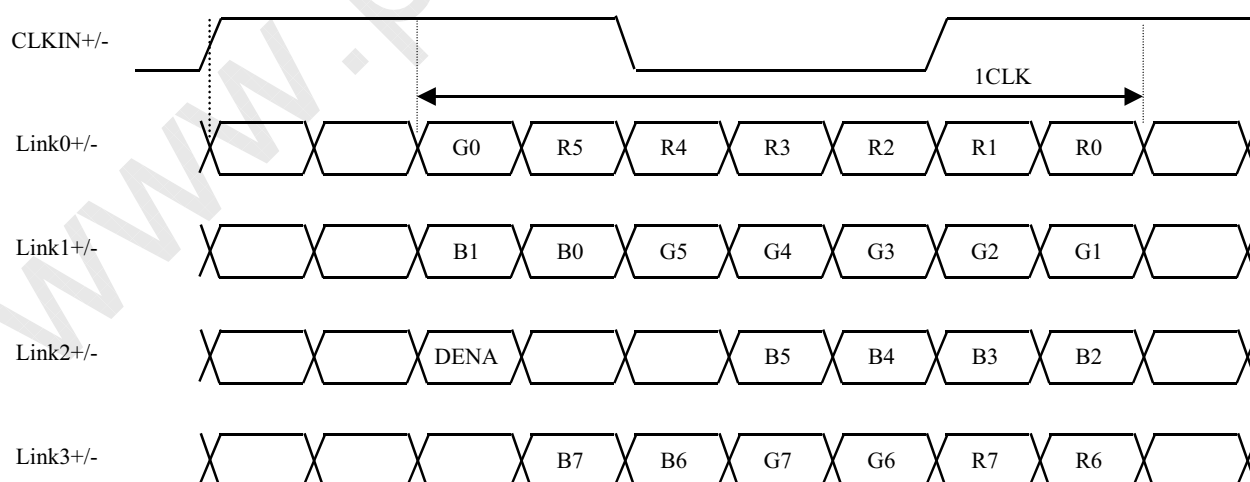 CLKIN+/-
1CLK
Link0+/- G0 R5 R4 R3 R2 R1 R0
Link1+/- B1 B0 G5 G4 G3 G2 G1
Link2+/- DENA B5 B4 B3 B2
Link3+/- B7 B6 G7 G6 R7 R6
www.p